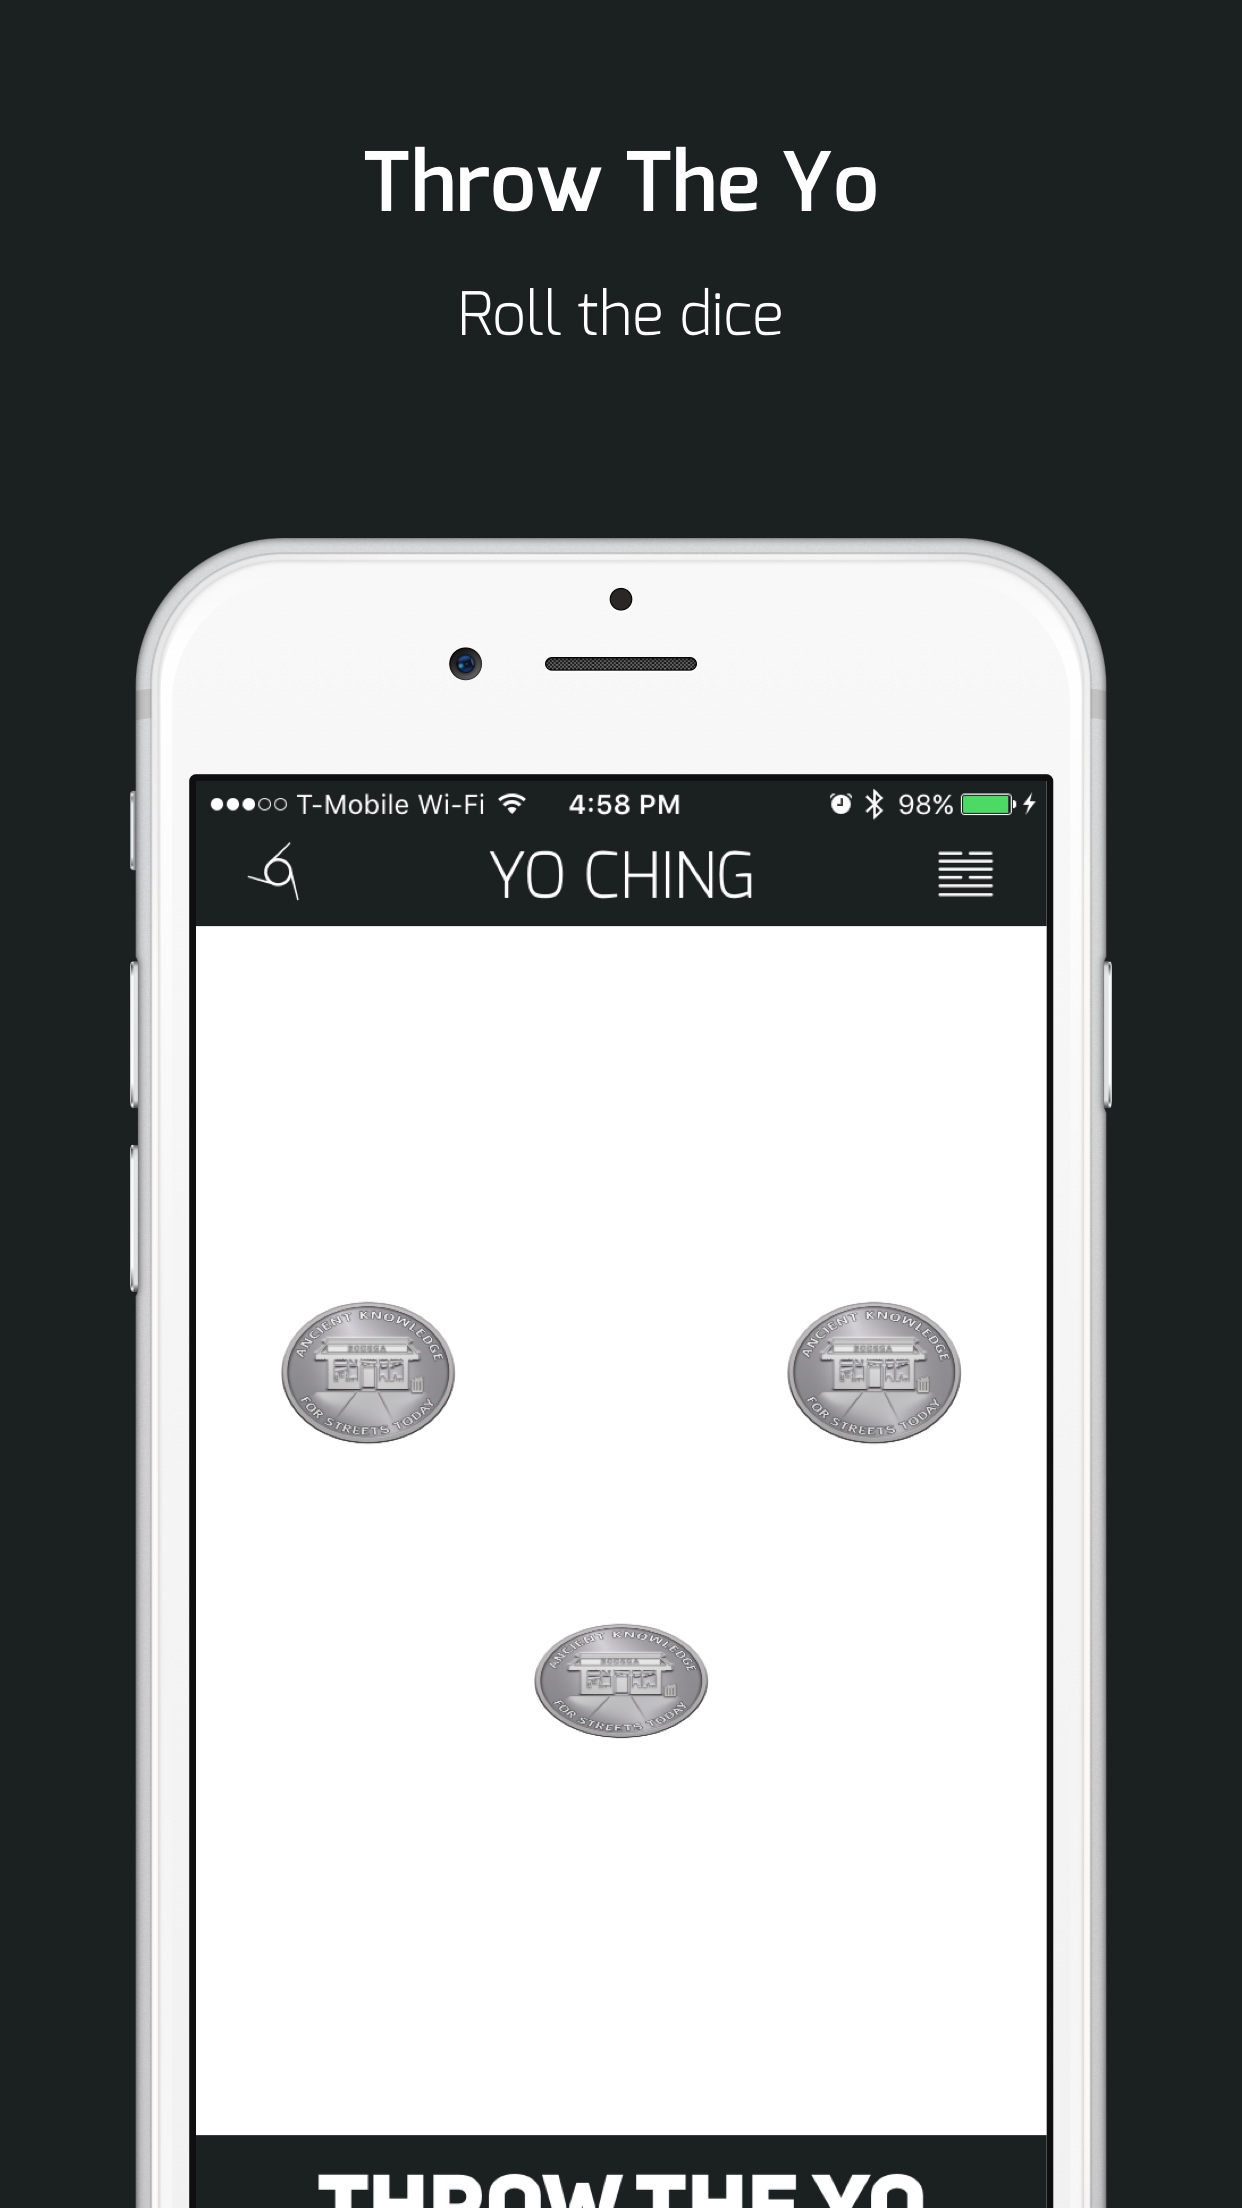 Throw The Yo
Roll the dice
T-Mobile Wi-Fi 4:58 PM 98%
YO CHING
ANCIENT KNOWLEDGE
BODEGA
FOR STREETS TODAY
ANCIENT KNOWLEDGE
BODEGA
FOR STREETS TODAY
ANCIENT KNOWLEDGE
BODEGA
FOR STREETS TODAY
THROW THE YO